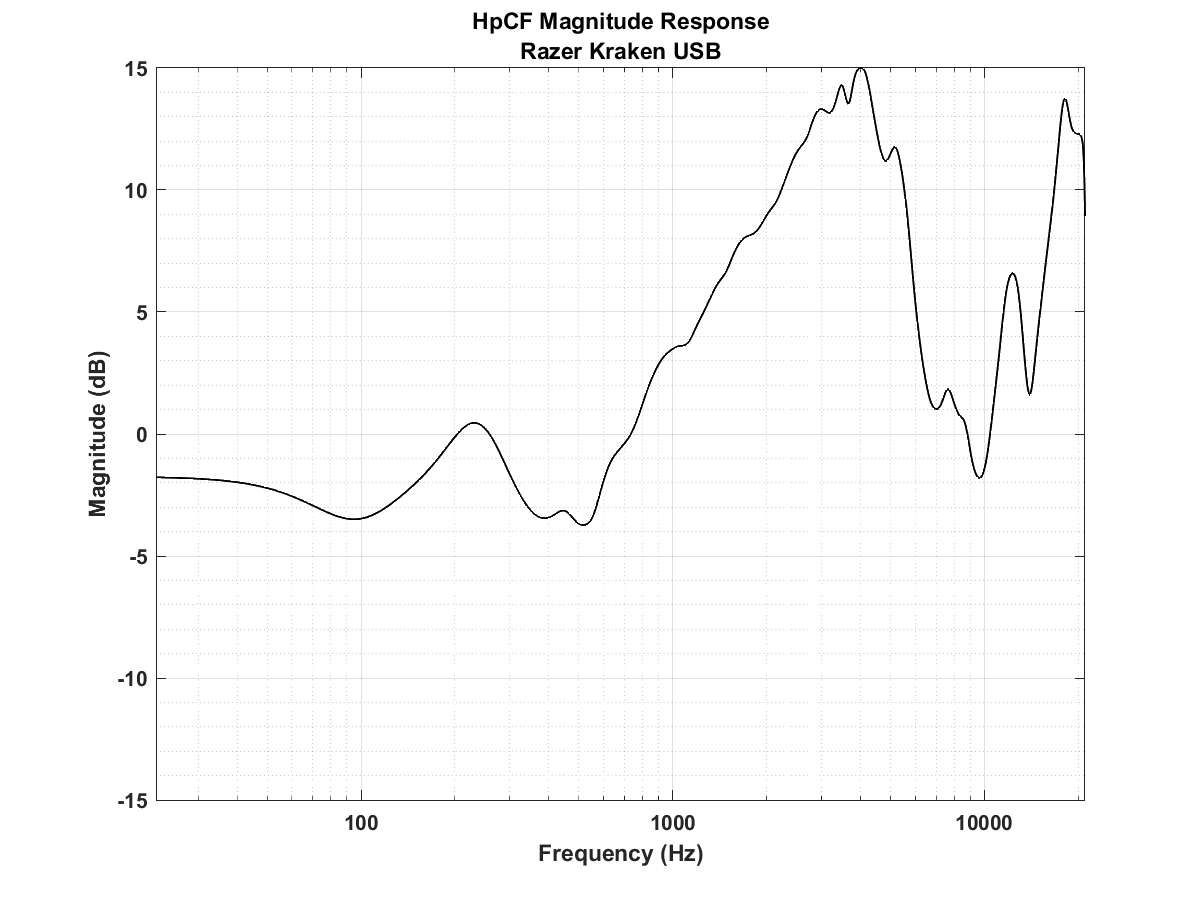 HpCF Magnitude Response
Razer Kraken USB
15
10
5
0
-5
-10
-15
Magnitude (dB)
100
1000
10000
Frequency (Hz)